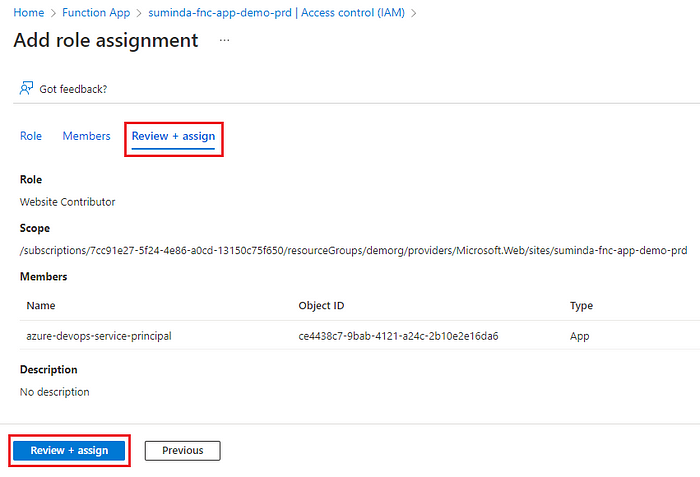 Home > Function App > suminda-fnc-app-demo-prd | Access control (IAM) >
Add role assignment ...
Got feedback?
Role Members Review + assign
Role
Website Contributor
Scope
/subscriptions/7cc91e27-5f24-4e86-a0cd-13150c75f650/resourceGroups/demorg/providers/Microsoft.Web/sites/suminda-fnc-app-demo-prd
Members
Name Object ID Type
azure-devops-service-principal ce4438c7-9bab-4121-a24c-2b10e2e16da6 App
Description
No description
Review + assign Previous